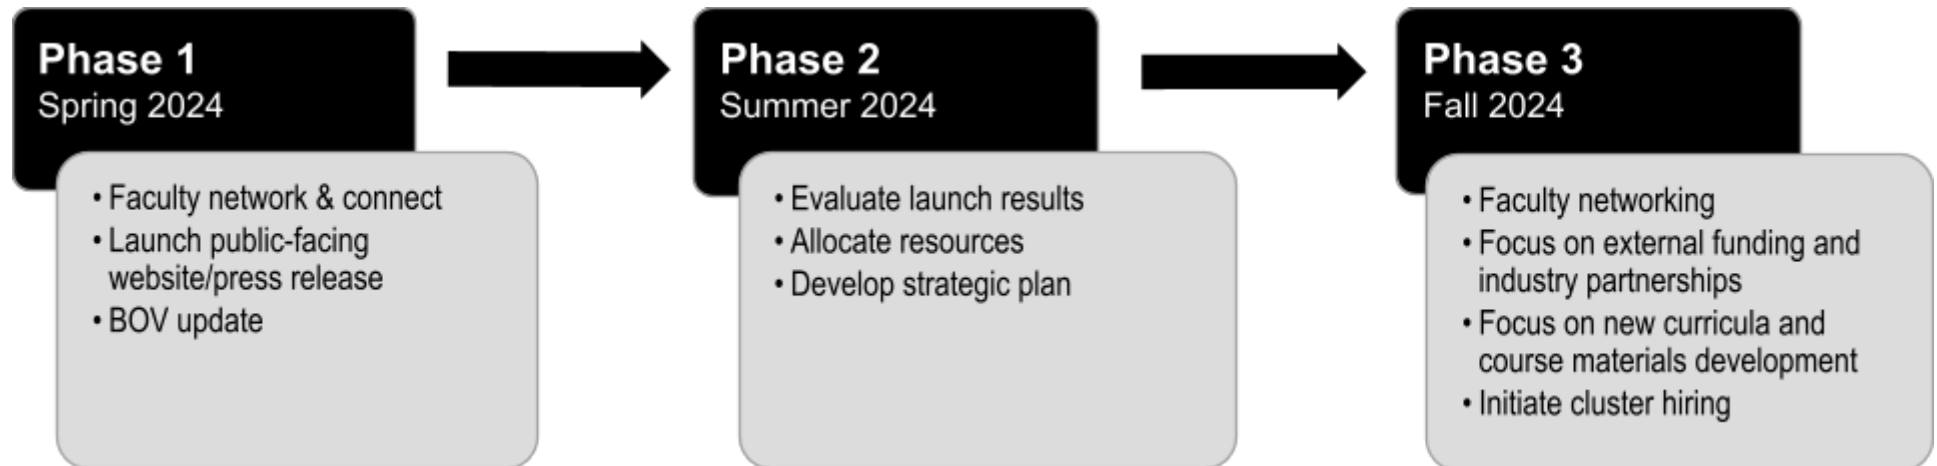 Phase 1
Spring 2024
• Faculty network & connect
• Launch public-facing
website/press release
• BOV update
Phase 2
Summer 2024
• Evaluate launch results
• Allocate resources
• Develop strategic plan
Phase 3
Fall 2024
• Faculty networking
• Focus on external funding and
industry partnerships
• Focus on new curricula and
course materials development
• Initiate cluster hiring